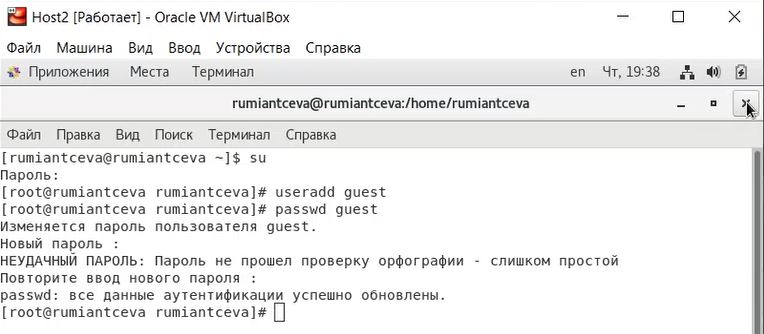 Host2 [Работает] - Oracle VM VirtualBox
Файл Машина Вид Ввод Устройства Справка
Приложения Места Терминал en Чт, 19:38
rumiantceva@rumiantceva:/home/rumiantceva
Файл Правка Вид Поиск Терминал Справка
[rumiantceva@rumiantceva ~]$ su
Пароль:
[root@rumiantceva rumiantceva]# useradd guest
[root@rumiantceva rumiantceva]# passwd guest
Изменяется пароль пользователя guest.
Новый пароль :
НЕУДАЧНЫЙ ПАРОЛЬ: Пароль не прошел проверку орфографии - слишком простой
Повторите ввод нового пароля :
passwd: все данные аутентификации успешно обновлены.
[root@rumiantceva rumiantceva]#